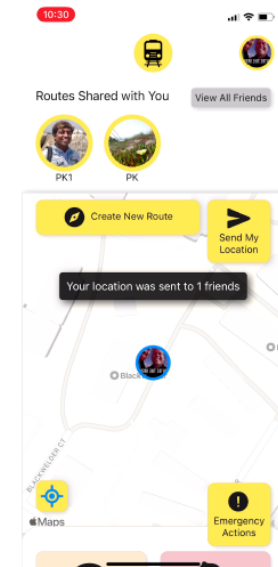 10:30
Routes Shared with You
View All Friends
PK1
PK
Create New Route
Send My
Location
Your location was sent to 1 friends
BLACKWELDER CT
Maps
Emergency
Actions